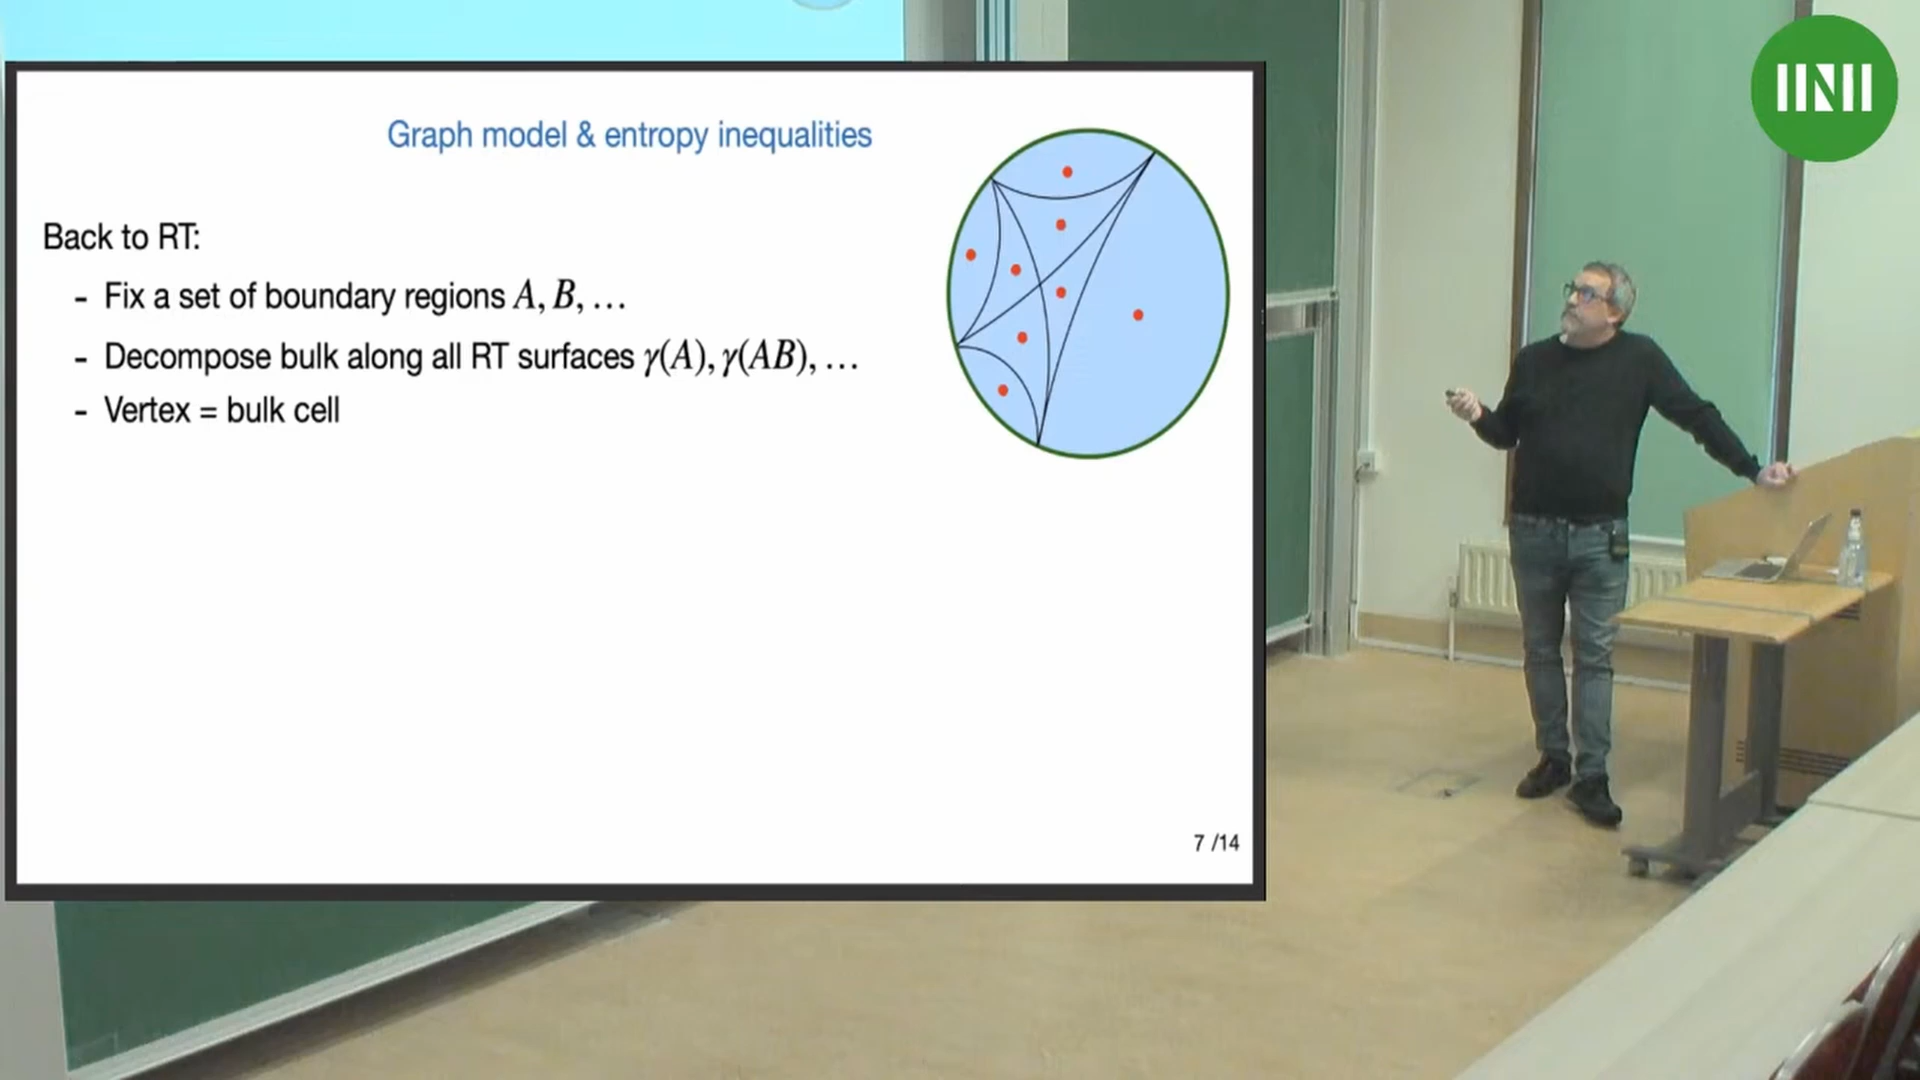 Graph model & entropy inequalities
Back to RT:
- Fix a set of boundary regions A, B, …
- Decompose bulk along all RT surfaces γ(A), γ(AB), …
- Vertex = bulk cell
7 /14